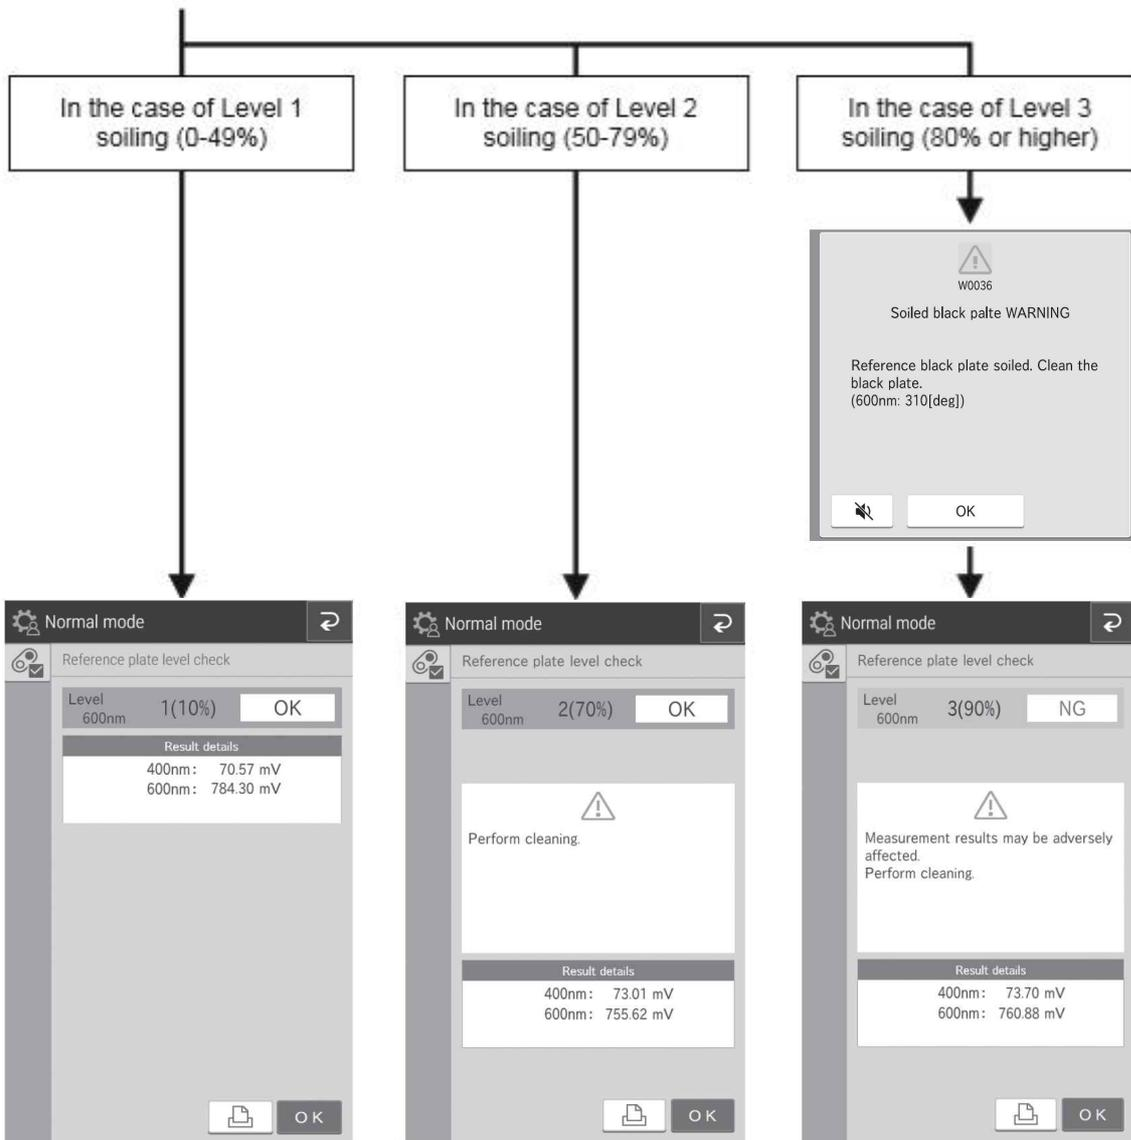 In the case of Level 1
soiling (0-49%)
In the case of Level 2
soiling (50-79%)
In the case of Level 3
soiling (80% or higher)
W0036
Soiled black palte WARNING
Reference black plate soiled. Clean the
black plate.
(600nm: 310[deg])
OK
Normal mode
Reference plate level check
Level
600nm
1(10%)
OK
Result details
400nm: 70.57 mV
600nm: 784.30 mV
OK
Normal mode
Reference plate level check
Level
600nm
2(70%)
OK
Perform cleaning.
Result details
400nm: 73.01 mV
600nm: 755.62 mV
OK
Normal mode
Reference plate level check
Level
600nm
3(90%)
NG
Measurement results may be adversely
affected.
Perform cleaning.
Result details
400nm: 73.70 mV
600nm: 760.88 mV
OK